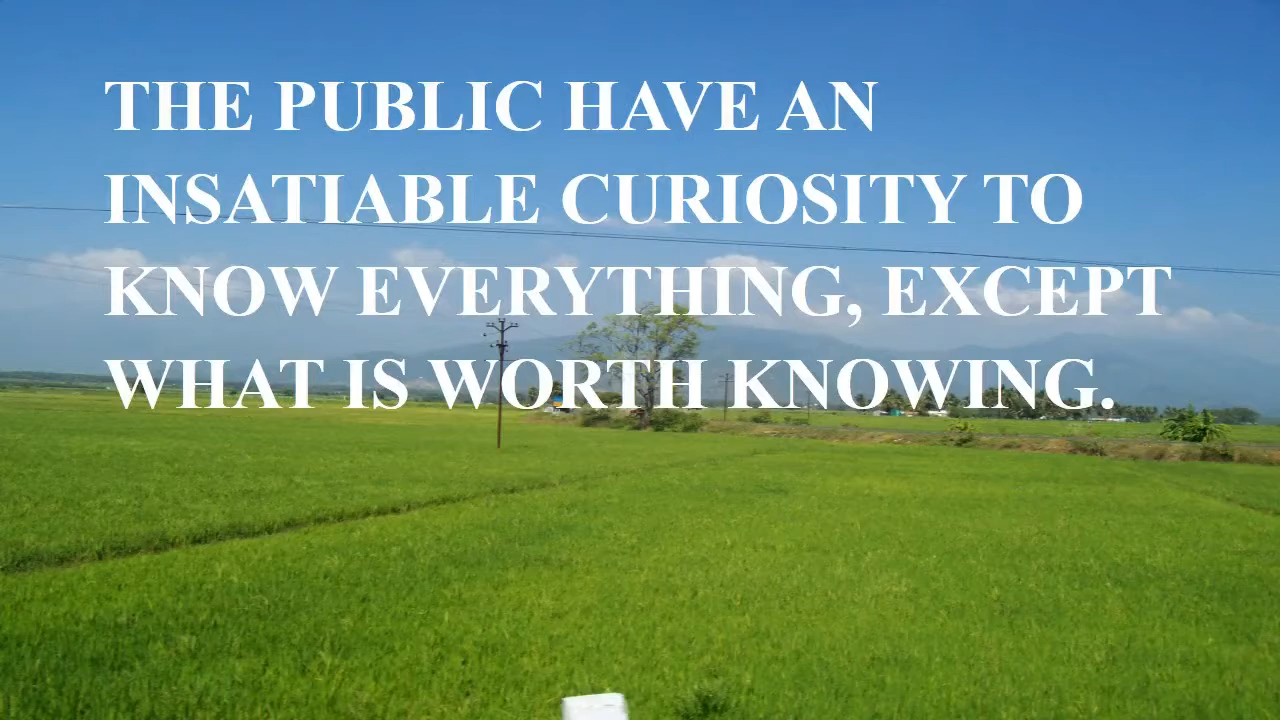 THE PUBLIC HAVE AN
INSATIABLE CURIOSITY TO
KNOW EVERYTHING, EXCEPT
WHAT IS WORTH KNOWING.